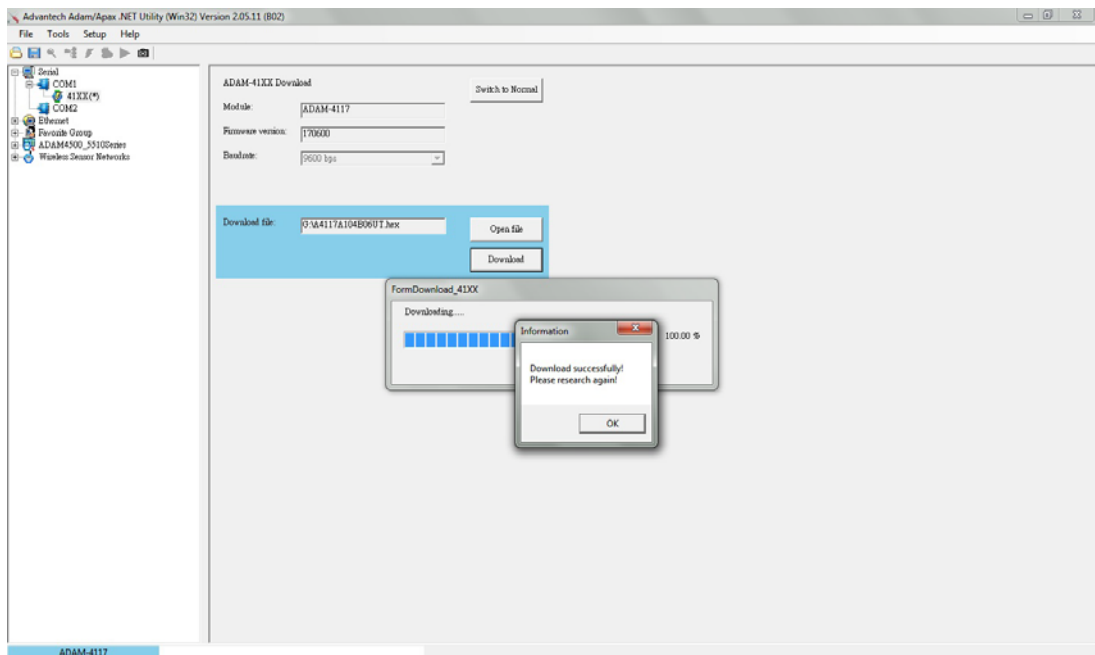 Advantech Adam/Apax .NET Utility (Win32) Version 2.05.11 (B02)
File Tools Setup Help
Serial
COM1
41XX(*)
COM2
Ethernet
Favorite Group
ADAM4500_5510Series
Wireless Sensor Networks
ADAM-41XX Download
Switch to Normal
Module: ADAM-4117
Firmware version: 170600
Baudrate: 9600 bps
Download file: G:\A4117A104B06UT.hex
Open file
Download
FormDownload_41XX
Downloading.....
100.00 %
Information
Download successfully!
Please research again!
OK
ADAM-4117